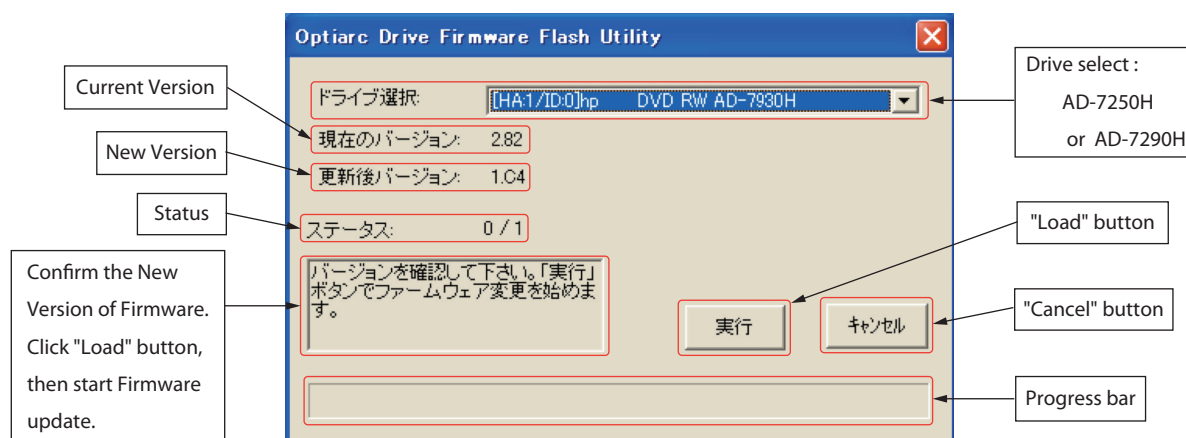 Optiarc Drive Firmware Flash Utility
Drive select :
AD-7250H
or AD-7290H
Current Version
ドライブ選択: [HA:1/ID:0]hp DVD RW AD-7930H
現在のバージョン: 2.82
New Version
更新後バージョン: 1.C4
Status
ステータス: 0 / 1
"Load" button
Confirm the New
Version of Firmware.
Click "Load" button,
then start Firmware
update.
バージョンを確認して下さい。「実行」
ボタンでファームウェア変更を始めま
す。
実行
キャンセル
"Cancel" button
Progress bar